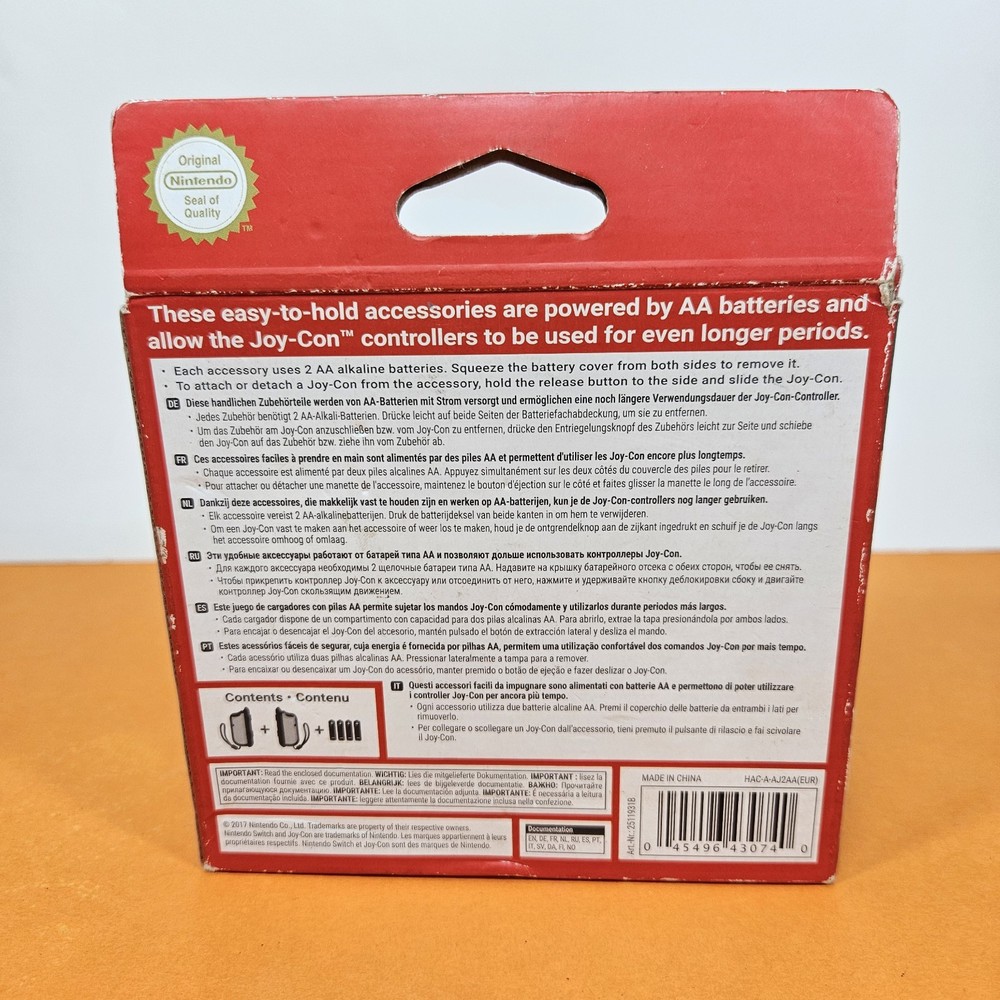 Original
Nintendo
Seal of
Quality
TM
These easy-to-hold accessories are powered by AA batteries and
allow the Joy-Con™ controllers to be used for even longer periods.
• Each accessory uses 2 AA alkaline batteries. Squeeze the battery cover from both sides to remove it.
• To attach or detach a Joy-Con from the accessory, hold the release button to the side and slide the Joy-Con.
DE Diese handlichen Zubehörteile werden von AA-Batterien mit Strom versorgt und ermöglichen eine noch längere Verwendungsdauer der Joy-Con-Controller.
• Jedes Zubehör benötigt 2 AA-Alkali-Batterien. Drücke leicht auf beide Seiten der Batteriefachabdeckung, um sie zu entfernen.
• Um das Zubehör am Joy-Con anzuschließen bzw. vom Joy-Con zu entfernen, drücke den Entriegelungsknopf des Zubehörs leicht zur Seite und schiebe
den Joy-Con auf das Zubehör bzw. ziehe ihn vom Zubehör ab.
FR Ces accessoires faciles à prendre en main sont alimentés par des piles AA et permettent d'utiliser les Joy-Con encore plus longtemps.
• Chaque accessoire est alimenté par deux piles alcalines AA. Appuyez simultanément sur les deux côtés du couvercle des piles pour le retirer.
• Pour attacher ou détacher une manette de l'accessoire, maintenez le bouton d'éjection sur le côté et faites glisser la manette le long de l'accessoire.
NL Dankzij deze accessoires, die makkelijk vast te houden zijn en werken op AA-batterijen, kun je de Joy-Con-controllers nog langer gebruiken.
• Elk accessoire vereist 2 AA-alkalinebatterijen. Druk de batterijdeksel van beide kanten in om hem te verwijderen.
• Om een Joy-Con vast te maken aan het accessoire of weer los te maken, houd je de ontgrendelknop aan de zijkant ingedrukt en schuif je de Joy-Con langs
het accessoire omhoog of omlaag.
RU Эти удобные аксессуары работают от батарей типа AA и позволяют дольше использовать контроллеры Joy-Con.
• Для каждого аксессуара необходимы 2 щелочные батареи типа AA. Надавите на крышку батарейного отсека с обеих сторон, чтобы ее снять.
• Чтобы прикрепить контроллер Joy-Con к аксессуару или отсоединить от него, нажмите и удерживайте кнопку деблокировки сбоку и двигайте
контроллер Joy-Con скользящим движением.
ES Este juego de cargadores con pilas AA permite sujetar los mandos Joy-Con cómodamente y utilizarlos durante periodos más largos.
• Cada cargador dispone de un compartimento con capacidad para dos pilas alcalinas AA. Para abrirlo, extrae la tapa presionándola por ambos lados.
• Para encajar o desencajar el Joy-Con del accesorio, mantén pulsado el botón de extracción lateral y desliza el mando.
PT Estes acessórios fáceis de segurar, cuja energia é fornecida por pilhas AA, permitem uma utilização confortável dos comandos Joy-Con por mais tempo.
• Cada acessório utiliza duas pilhas alcalinas AA. Pressionar lateralmente a tampa para a remover.
• Para encaixar ou desencaixar um Joy-Con do acessório, manter premido o botão de ejeção e fazer deslizar o Joy-Con.
IT Questi accessori facili da impugnare sono alimentati con batterie AA e permettono di poter utilizzare
i controller Joy-Con per ancora più tempo.
• Ogni accessorio utilizza due batterie alcaline AA. Premi il coperchio delle batterie da entrambi i lati per
rimuoverlo.
• Per collegare o scollegare un Joy-Con dall'accessorio, tieni premuto il pulsante di rilascio e fai scivolare
il Joy-Con.
Contents • Contenu
+ +
IMPORTANT: Read the enclosed documentation. WICHTIG: Lies die mitgelieferte Dokumentation. IMPORTANT : lisez la
documentation fournie avec ce produit. BELANGRIJK: lees de bijgeleverde documentatie. ВАЖНО: Прочитайте
прилагающуюся документацию. IMPORTANTE: Lee la documentación adjunta. IMPORTANTE: É necessária a leitura
da documentação incluída. IMPORTANTE: leggere attentamente la documentazione inclusa nella confezione.
© 2017 Nintendo Co., Ltd. Trademarks are property of their respective owners.
Nintendo Switch and Joy-Con are trademarks of Nintendo. Les marques appartiennent à leurs
propriétaires respectifs. Nintendo Switch et Joy-Con sont des marques de Nintendo.
Documentation
EN, DE, FR, NL, RU, ES, PT,
IT, SV, DA, FI, NO
MADE IN CHINA HAC-A-AJ2AA(EUR)
Art.-Nr.: 2511931B
0 45496 43074 0